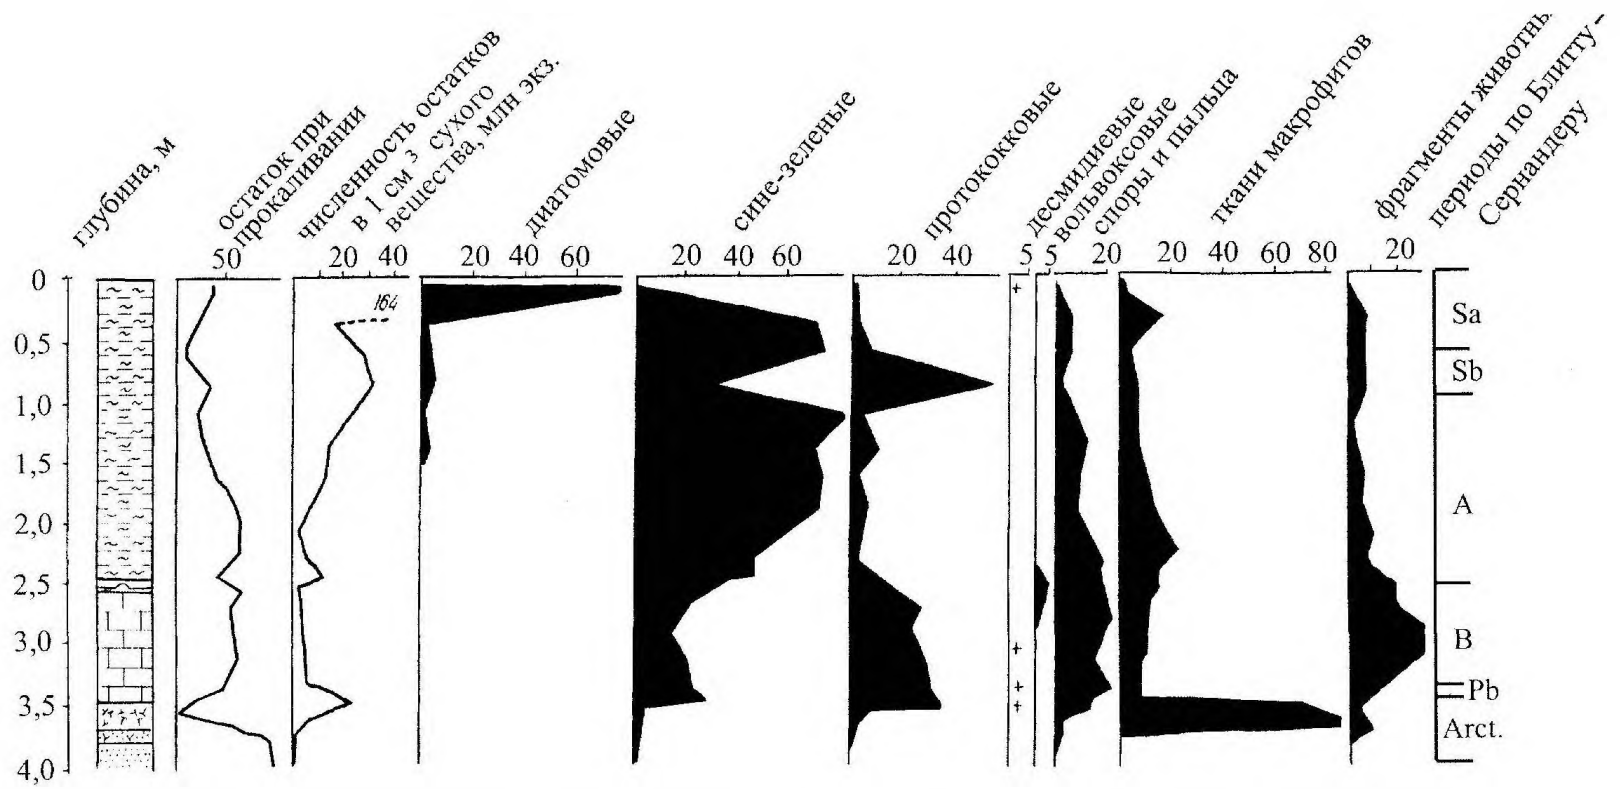 глубина, м
остаток при
прокаливании
численность остатков
в 1 см ³ сухого
вещества, млн экз.
диатомовые
сине-зеленые
протококковые
десмидиевые
вольвоксовые
споры и пыльца
ткани макрофитов
фрагменты животны
периоды по Блитту-
Сернандеру
50
20 40
20 40 60
20 40 60
20 40
5
5
20
20 40 60 80
20
0
0,5
1,0
1,5
2,0
2,5
3,0
3,5
4,0
164
+
+
+
+
Sa
Sb
A
B
Pb
Arct.